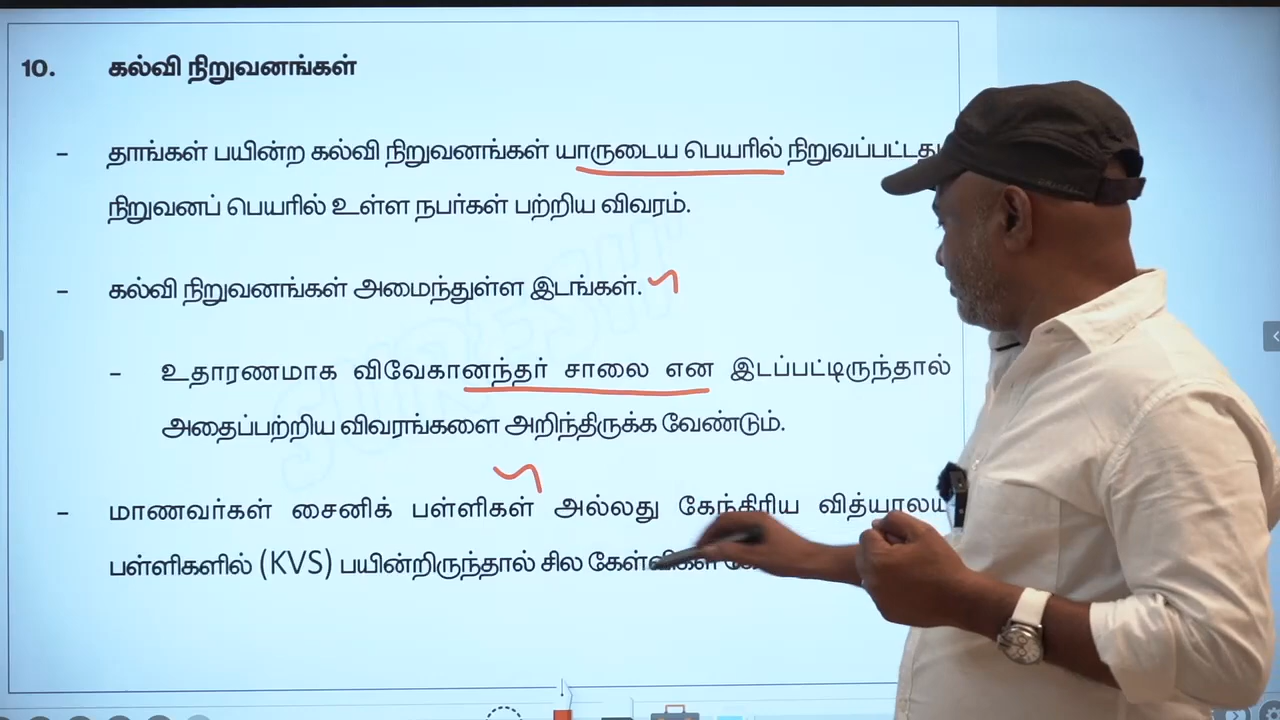 10. கல்வி நிறுவனங்கள்
- தாங்கள் பயின்ற கல்வி நிறுவனங்கள் யாருடைய பெயரில் நிறுவப்பட்டது
நிறுவனப் பெயரில் உள்ள நபர்கள் பற்றிய விவரம்.
- கல்வி நிறுவனங்கள் அமைந்துள்ள இடங்கள்.
- உதாரணமாக விவேகானந்தர் சாலை என இடப்பட்டிருந்தால்
அதைப்பற்றிய விவரங்களை அறிந்திருக்க வேண்டும்.
- மாணவர்கள் சைனிக் பள்ளிகள் அல்லது கேந்திரிய வித்யாலய
பள்ளிகளில் (KVS) பயின்றிருந்தால் சில கேள்விகள்